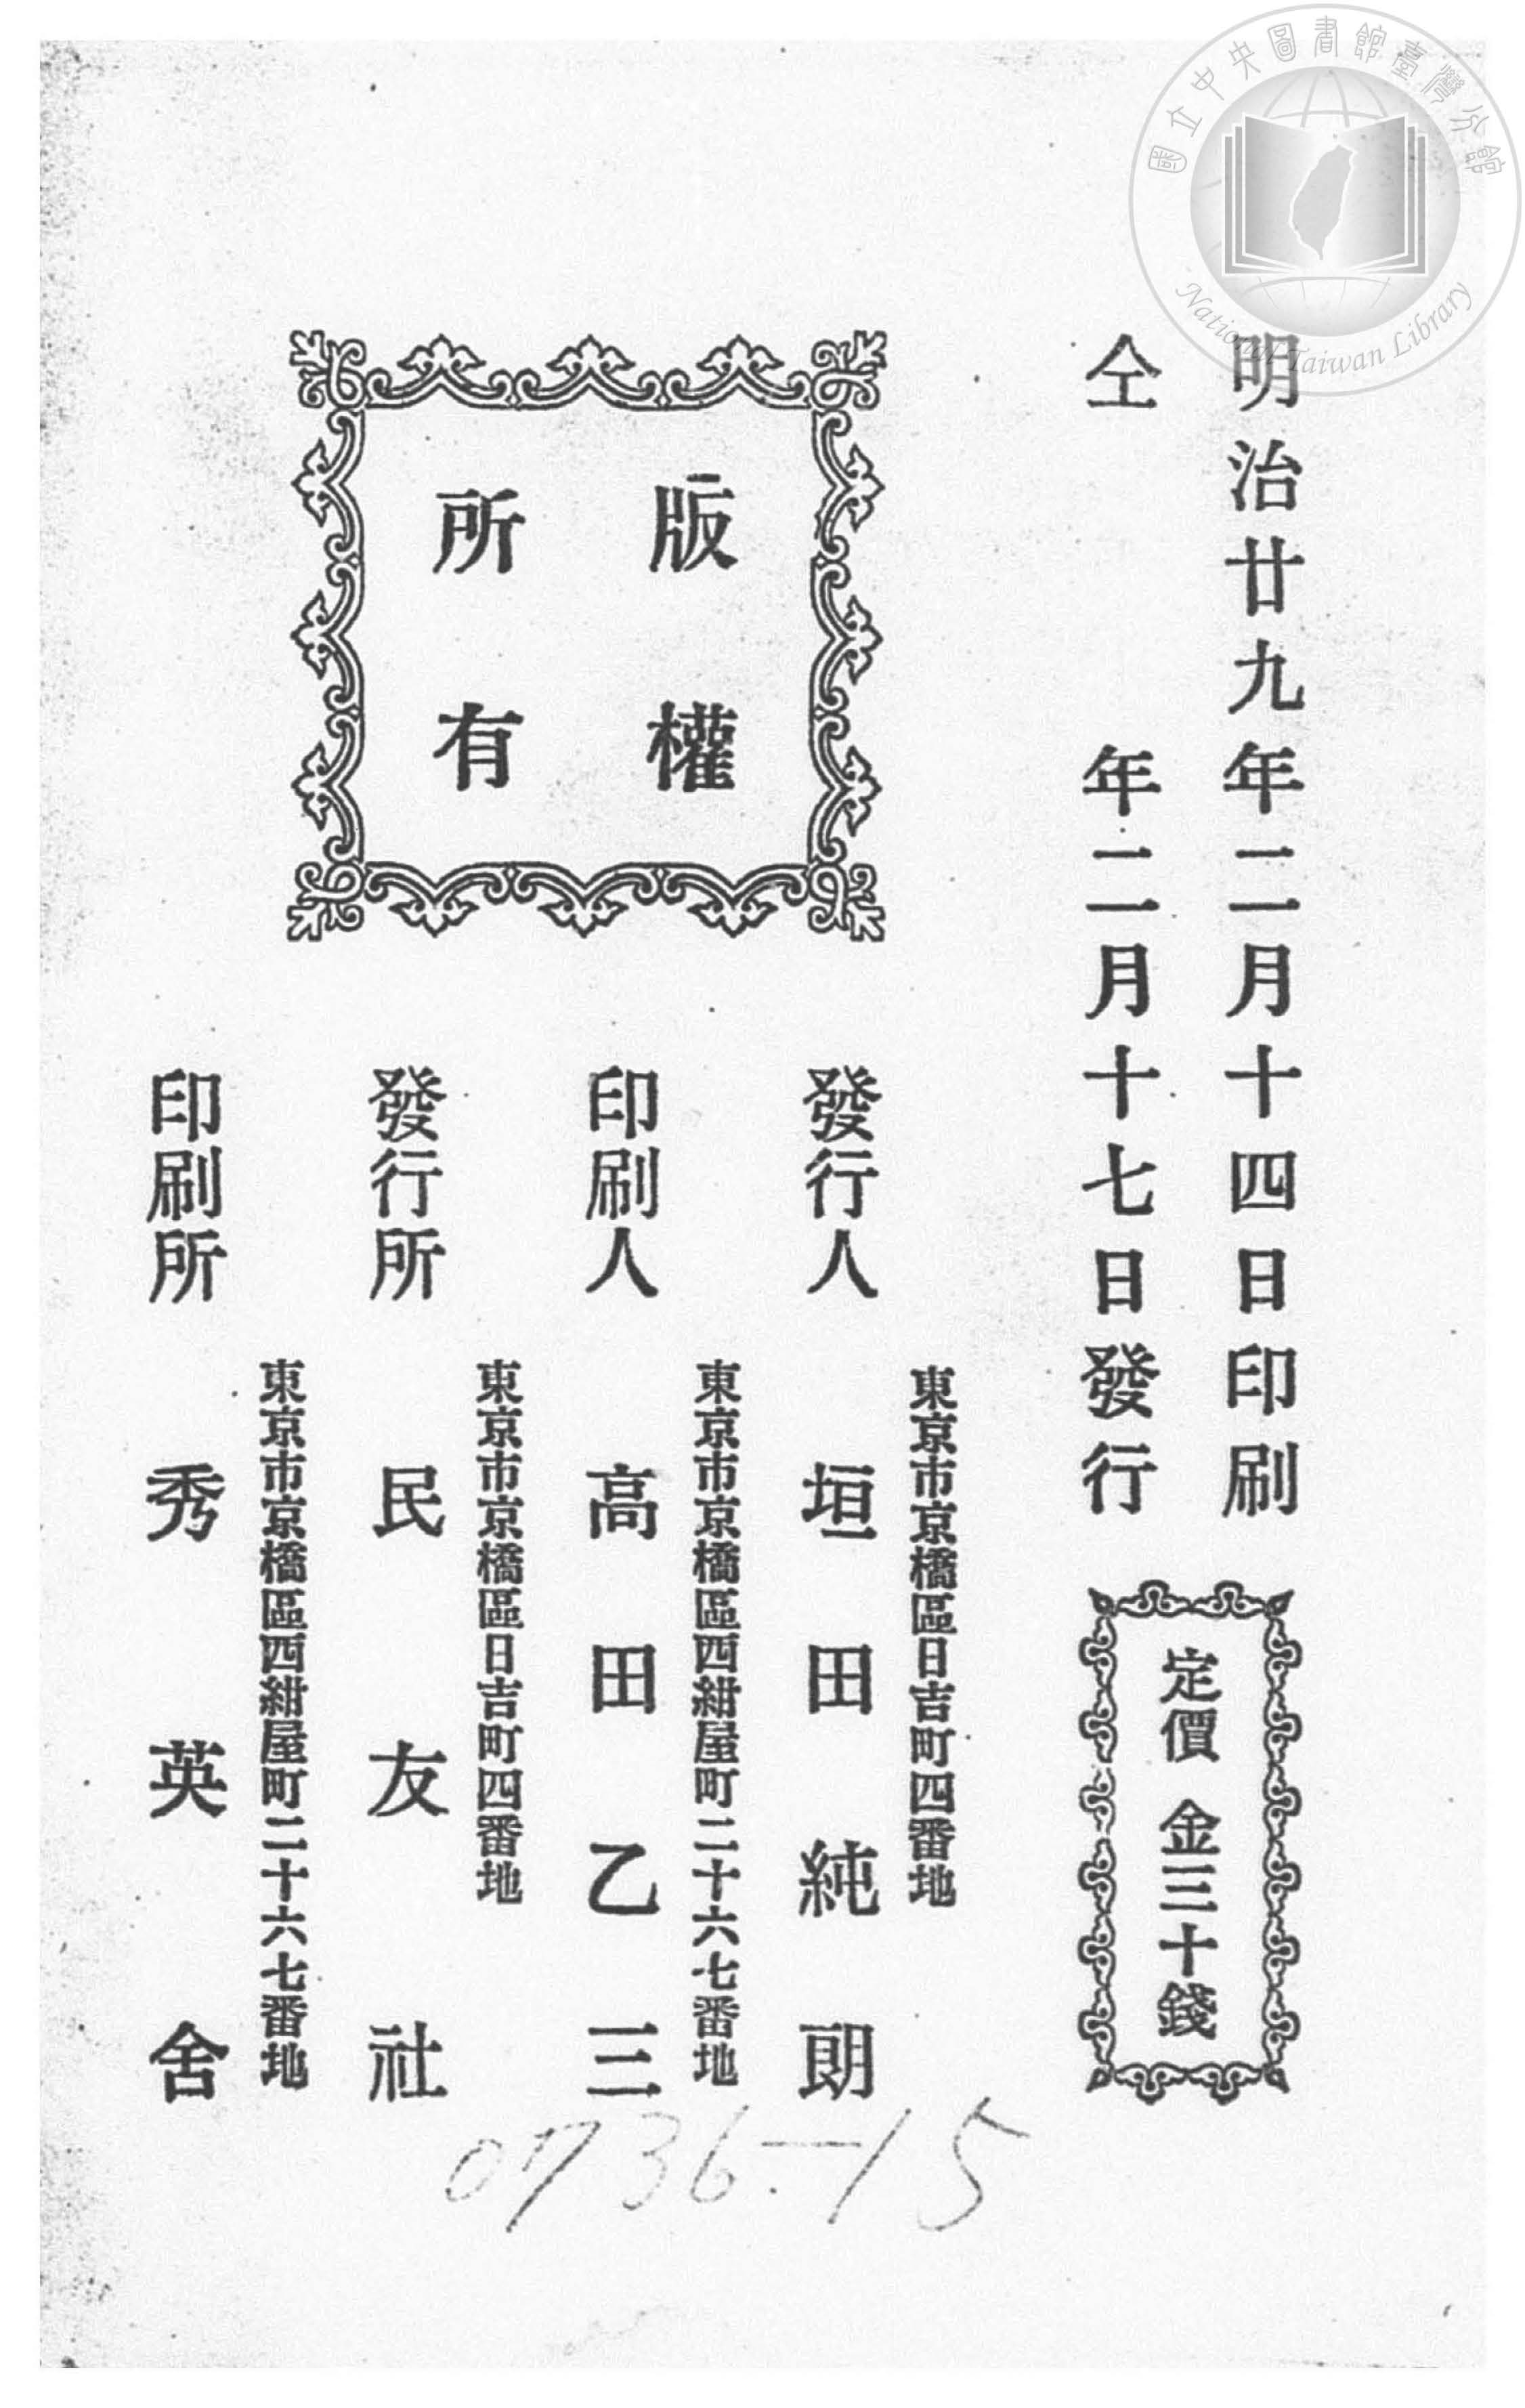 國立中央圖書館臺灣分館
National Taiwan Library
明治廿九年二月十四日印刷
仝年二月十七日發行
定價 金三十錢
版權
所有
東京市京橋區日吉町四番地
發行人 垣田純朗
東京市京橋區西紺屋町二十六七番地
印刷人 高田乙三
東京市京橋區日吉町四番地
發行所 民友社
東京市京橋區西紺屋町二十六七番地
印刷所 秀英舍
0736-15